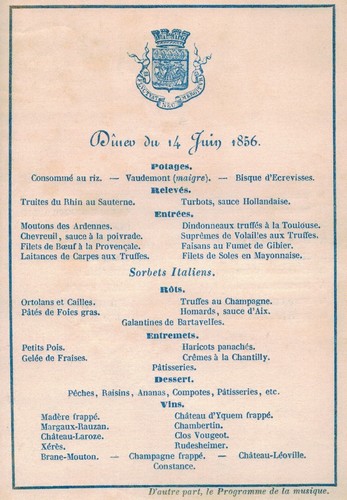 FLUCTUAT NEC MERGITUR
Dîner du 14 Juin 1856.
Potages.
Consommé au riz. — Vaudemont (maigre). — Bisque d'Ecrevisses.
Relevés.
Truites du Rhin au Sauterne. Turbots, sauce Hollandaise.
Entrées.
Moutons des Ardennes. Dindonneaux truffés à la Toulouse.
Chevreuil, sauce à la poivrade. Suprêmes de Volailles aux Truffes.
Filets de Bœuf à la Provençale. Faisans au Fumet de Gibier.
Laitances de Carpes aux Truffes. Filets de Soles en Mayonnaise.
Sorbets Italiens.
Rôts.
Ortolans et Cailles. Truffes au Champagne.
Pâtés de Foies gras. Homards, sauce d'Aix.
Galantines de Bartavelles.
Entremets.
Petits Pois. Haricots panachés.
Gelée de Fraises. Crêmes à la Chantilly.
Pâtisseries.
Dessert.
Pêches, Raisins, Ananas, Compotes, Pâtisseries, etc.
Vins.
Madère frappé. Château d'Yquem frappé.
Margaux-Rauzan. Chambertin.
Château-Laroze. Clos Vougeot.
Xérès. Rudesheimer.
Brane-Mouton. — Champagne frappé. — Château-Léoville.
Constance.
D'autre part, le Programme de la musique.